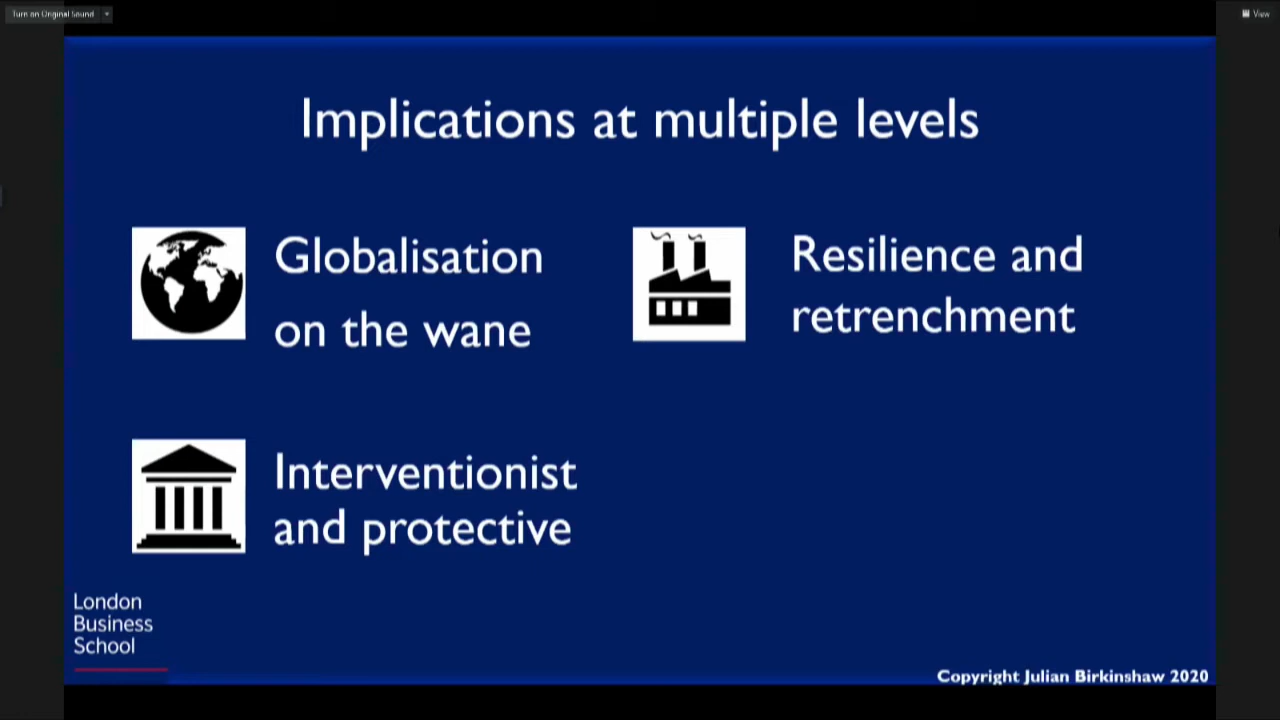 Turn on Original Sound
View
Implications at multiple levels
Globalisation
on the wane
Resilience and
retrenchment
Interventionist
and protective
London
Business
School
Copyright Julian Birkinshaw 2020